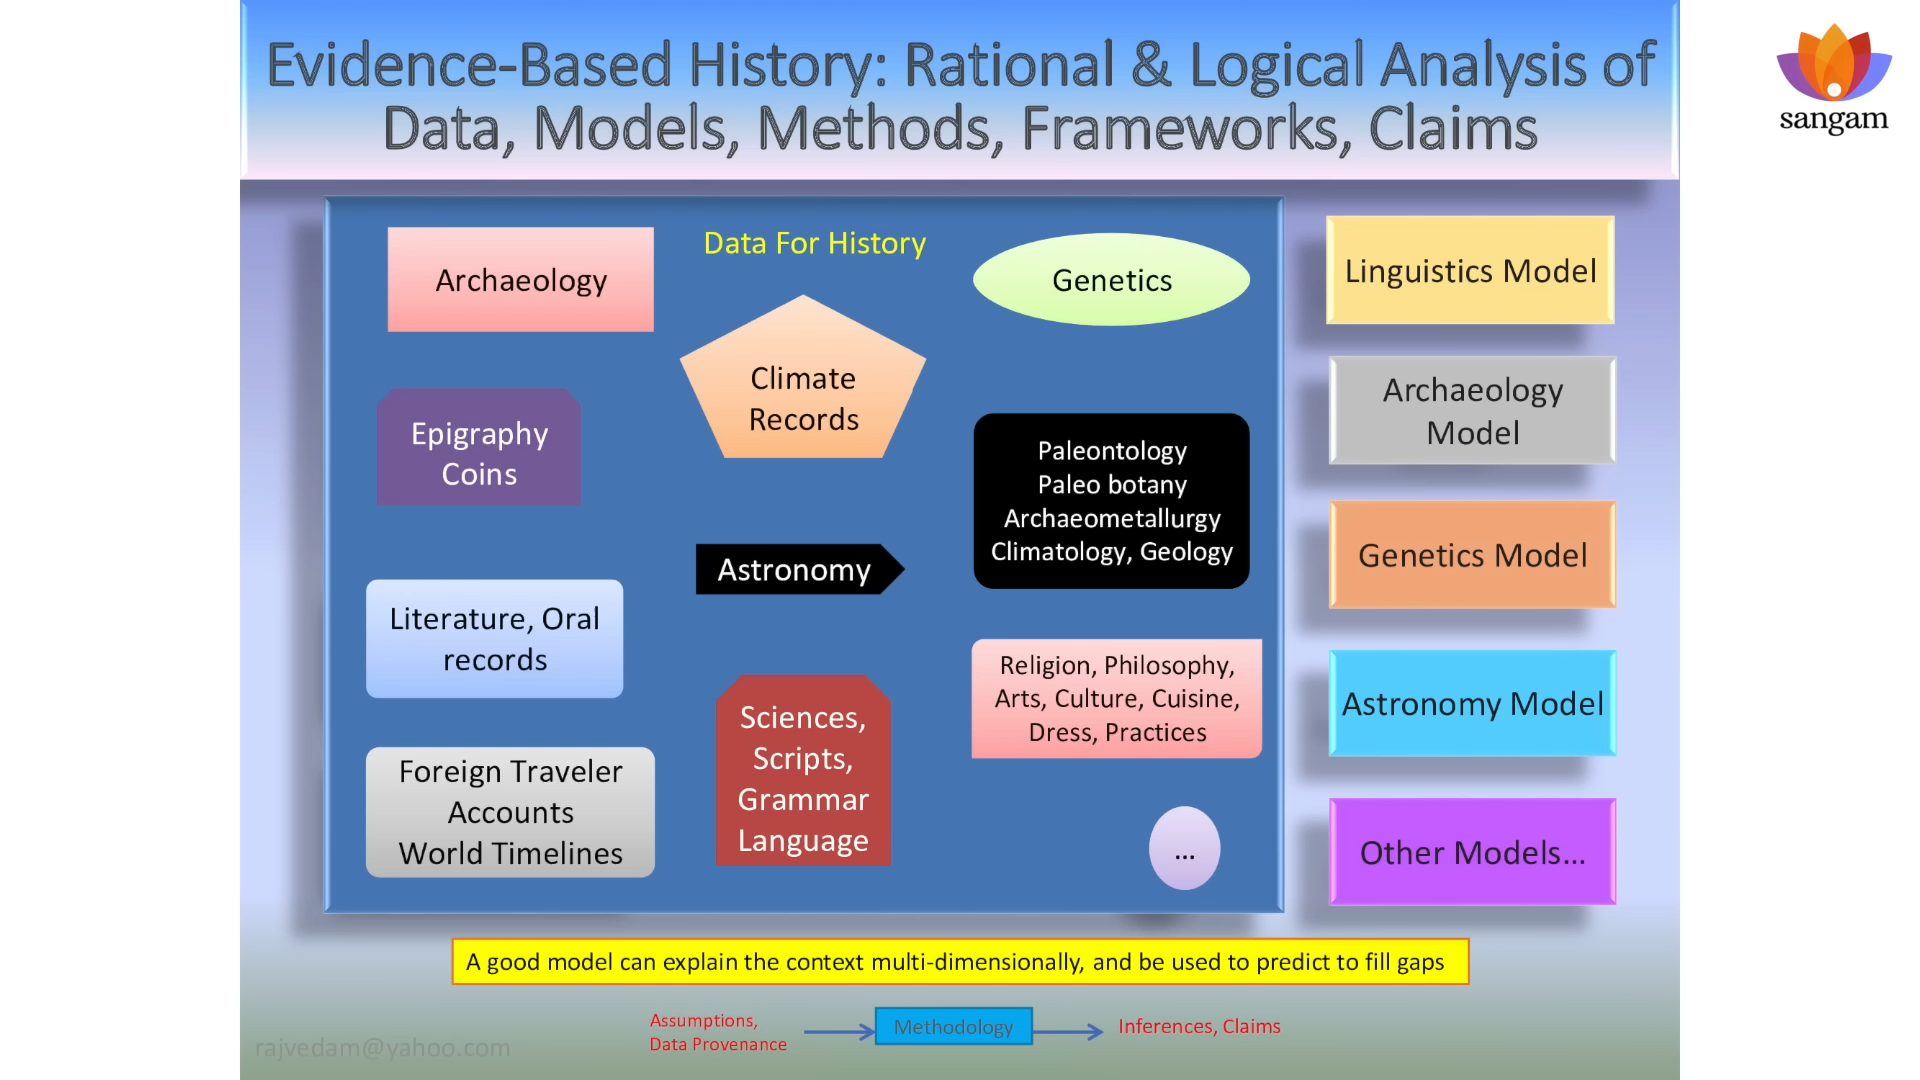 Evidence-Based History: Rational & Logical Analysis of
Data, Models, Methods, Frameworks, Claims
sangam
Data For History
Archaeology
Genetics
Climate
Records
Epigraphy
Coins
Paleontology
Paleo botany
Archaeometallurgy
Climatology, Geology
Astronomy
Literature, Oral
records
Religion, Philosophy,
Arts, Culture, Cuisine,
Dress, Practices
Sciences,
Scripts,
Grammar
Language
Foreign Traveler
Accounts
World Timelines
...
Linguistics Model
Archaeology
Model
Genetics Model
Astronomy Model
Other Models...
A good model can explain the context multi-dimensionally, and be used to predict to fill gaps
Assumptions,
Data Provenance
Methodology
Inferences, Claims
rajvedam@yahoo.com